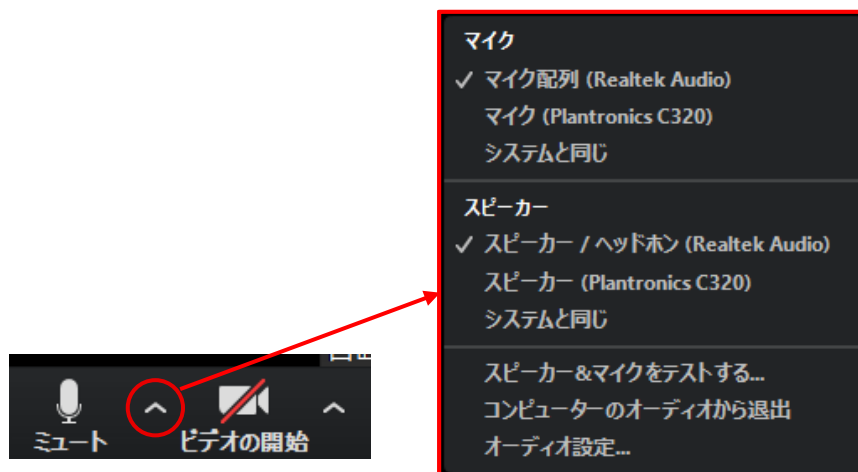 マイク
マイク配列 (Realtek Audio)
マイク (Plantronics C320)
システムと同じ
スピーカー
スピーカー / ヘッドホン (Realtek Audio)
スピーカー (Plantronics C320)
システムと同じ
スピーカー&マイクをテストする...
コンピューターのオーディオから退出
オーディオ設定...
ミュート
ビデオの開始